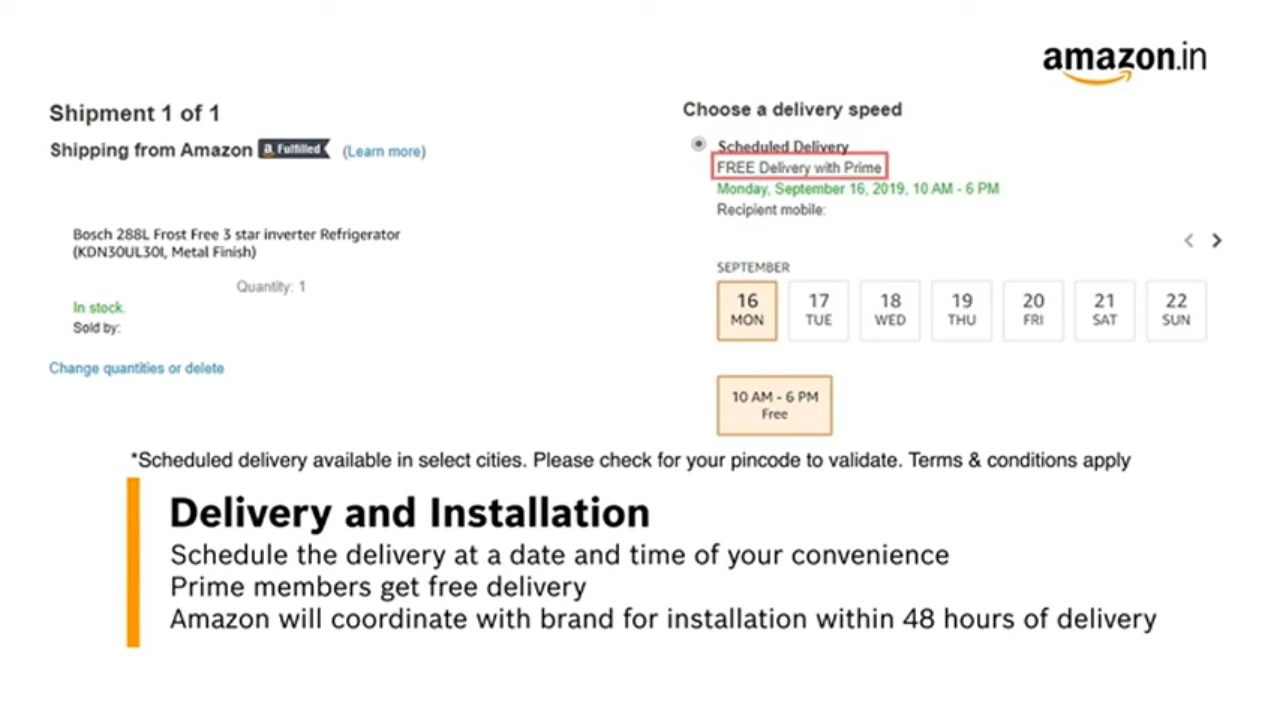 amazon.in
Shipment 1 of 1
Shipping from Amazon a Fulfilled (Learn more)
Bosch 288L Frost Free 3 star inverter Refrigerator
(KDN30UL30I, Metal Finish)
Quantity: 1
In stock.
Sold by:
Change quantities or delete
Choose a delivery speed
Scheduled Delivery
FREE Delivery with Prime
Monday, September 16, 2019, 10 AM - 6 PM
Recipient mobile:
< >
SEPTEMBER
16 17 18 19 20 21 22
MON TUE WED THU FRI SAT SUN
10 AM - 6 PM
Free
*Scheduled delivery available in select cities. Please check for your pincode to validate. Terms & conditions apply
Delivery and Installation
Schedule the delivery at a date and time of your convenience
Prime members get free delivery
Amazon will coordinate with brand for installation within 48 hours of delivery